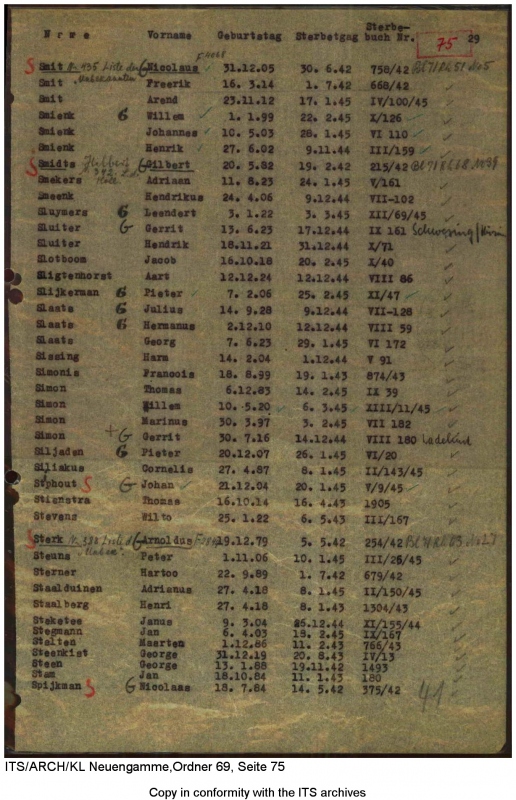 N a m e Vorname Geburtstag Sterbetgag Sterbe-
buch Nr. 75 29
Smit Nicolaus 31.12.05 30. 6.42 758/42
Smit Freerik 16. 3.14 1. 7.42 668/42
Smit Arend 23.11.12 17. 1.45 IV/100/45
Smienk G Willem 1. 1.99 22. 2.45 X/126
Smienk Johannes 10. 5.03 28. 1.45 VI 110
Smienk Henrik 27. 6.02 9.11.44 III/159
S Smidts Gilbert 20. 5.82 19. 2.42 215/42
Smekers Adriaan 11. 8.23 24. 1.45 V/161
Smeenk Hendrikus 24. 4.06 9.12.44 VII-102
Sluymers G Leendert 3. 1.22 3. 3.45 XII/69/45
Sluiter G Gerrit 13. 6.23 17.12.44 IX 161
Sluiter Hendrik 18.11.21 31.12.44 X/71
Slotboom Jacob 16.10.18 20. 2.45 X/40
Sligtenhorst Aart 12.12.24 12.12.44 VIII 86
Slijkerman G Pieter 7. 2.06 25. 2.45 XI/47
Slaats G Julius 14. 9.28 9.12.44 VII-128
Slaats G Hermanus 2.12.10 12.12.44 VIII 59
Slaats Georg 7. 6.23 29. 1.45 VI 172
Sissing Harm 14. 2.04 1.12.44 V 91
Simonis Francois 18. 8.99 19. 1.43 874/43
Simon Thomas 6.12.83 14. 2.45 IX 39
Simon Willem 10. 5.20 6. 3.45 XIII/11/45
Simon Marinus 30. 3.97 3. 2.45 VII 182
Simon G Gerrit 30. 7.16 14.12.44 VIII 180 Ladelund
Siljaden G Pieter 20.12.07 26. 1.45 VI/20
Siliakus Cornelis 27. 4.87 8. 1.45 II/143/45
Sphout S G Johan 21.12.04 20. 1.45 V/9/45
Stienstra Thomas 16.10.14 16. 4.43 1905
Stevens Wilto 25. 1.22 6. 5.43 III/167
S Sterk Arnoldus 19.12.79 5. 5.42 254/42
Steuns Peter 1.11.06 10. 1.45 III/26/45
Sterner Hartoo 22. 9.89 1. 7.42 679/42
Staalduinen Adrianus 27. 4.18 8. 1.45 II/150/45
Staalberg Henri 27. 4.18 8. 1.43 1304/43
Steketee Janus 9. 3.04 26.12.44 XI/155/44
Stegmann Jan 6. 4.03 18. 2.45 IX/167
Stelten Maarten 1.12.86 11. 2.43 766/43
Steenkist George 31.12.19 20. 8.43 IV/13
Steen George 13. 1.88 19.11.42 1493
Stam Jan 18.10.84 11. 1.43 180
Spijkman S G Nicolaas 18. 7.84 14. 5.42 375/42 41
ITS/ARCH/KL Neuengamme,Ordner 69, Seite 75
Copy in conformity with the ITS archives